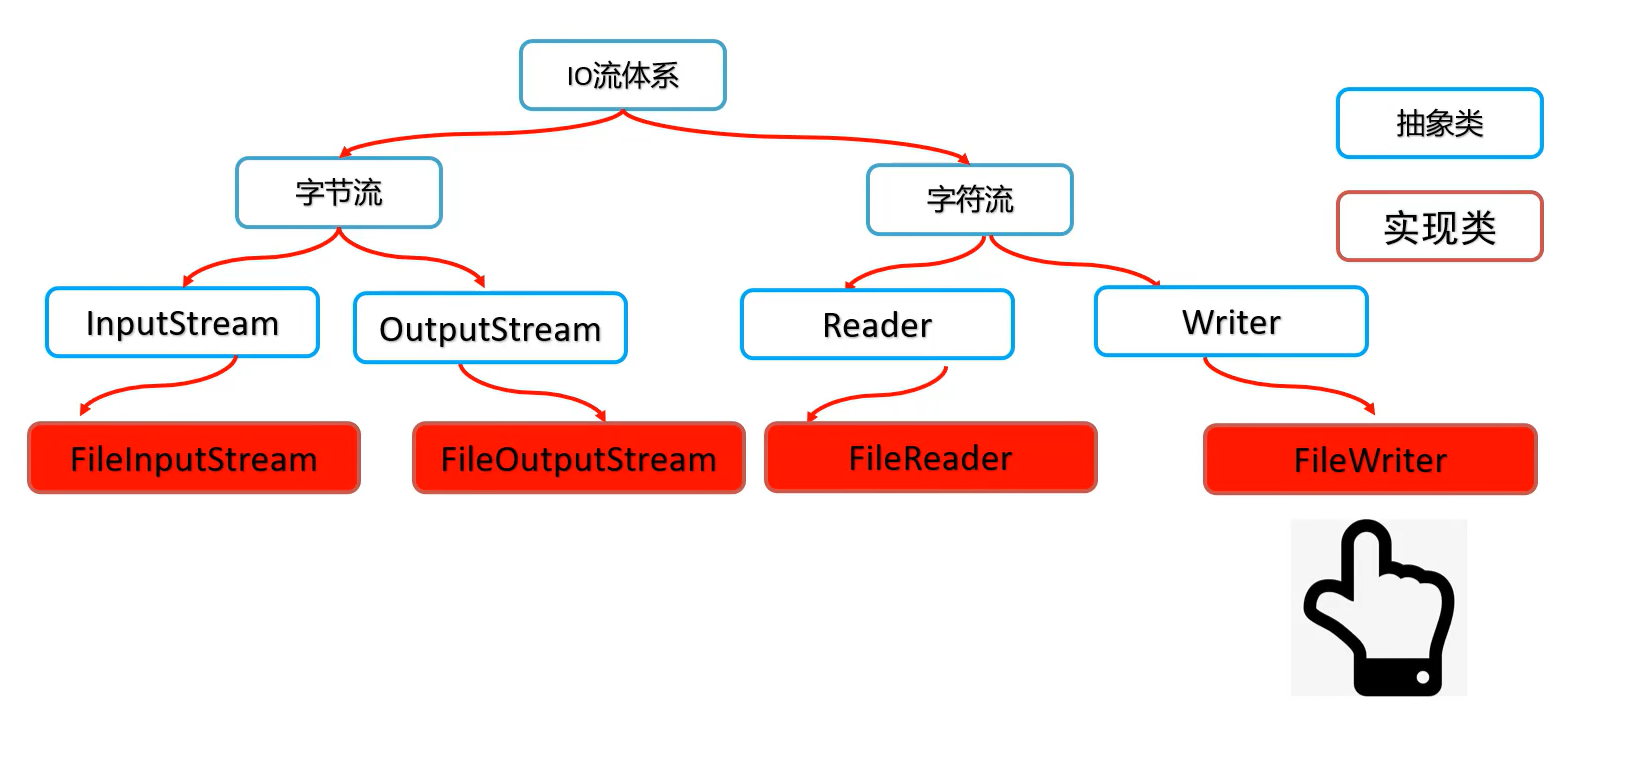 IO流体系
抽象类
字节流
字符流
实现类
InputStream
OutputStream
Reader
Writer
FileInputStream
FileOutputStream
FileReader
FileWriter